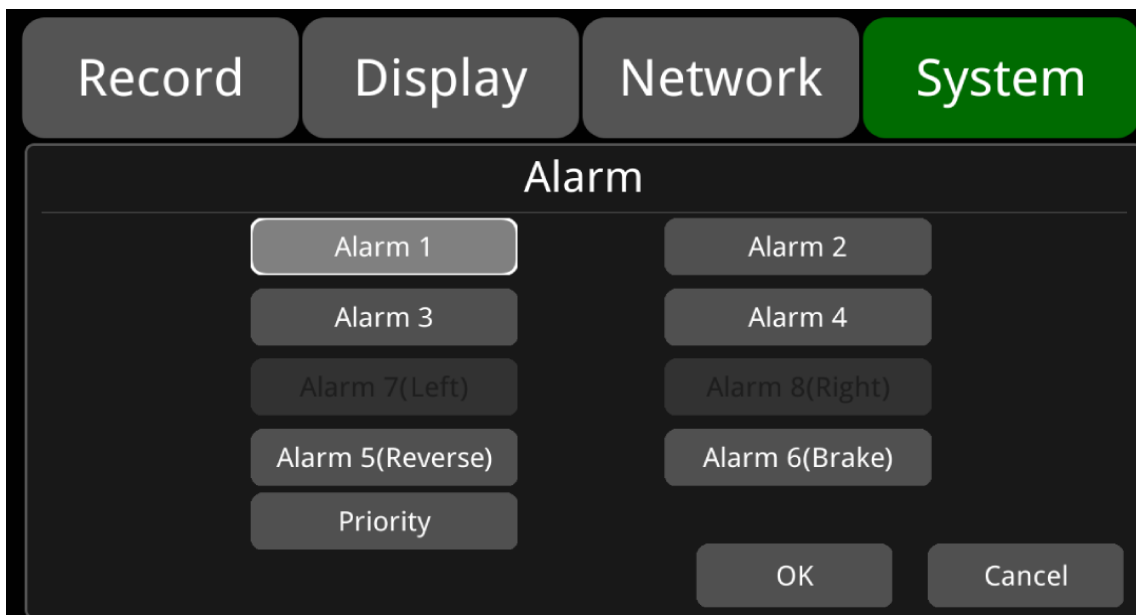 Record Display Network System
Alarm
Alarm 1 Alarm 2
Alarm 3 Alarm 4
Alarm 7(Left) Alarm 8(Right)
Alarm 5(Reverse) Alarm 6(Brake)
Priority
OK Cancel